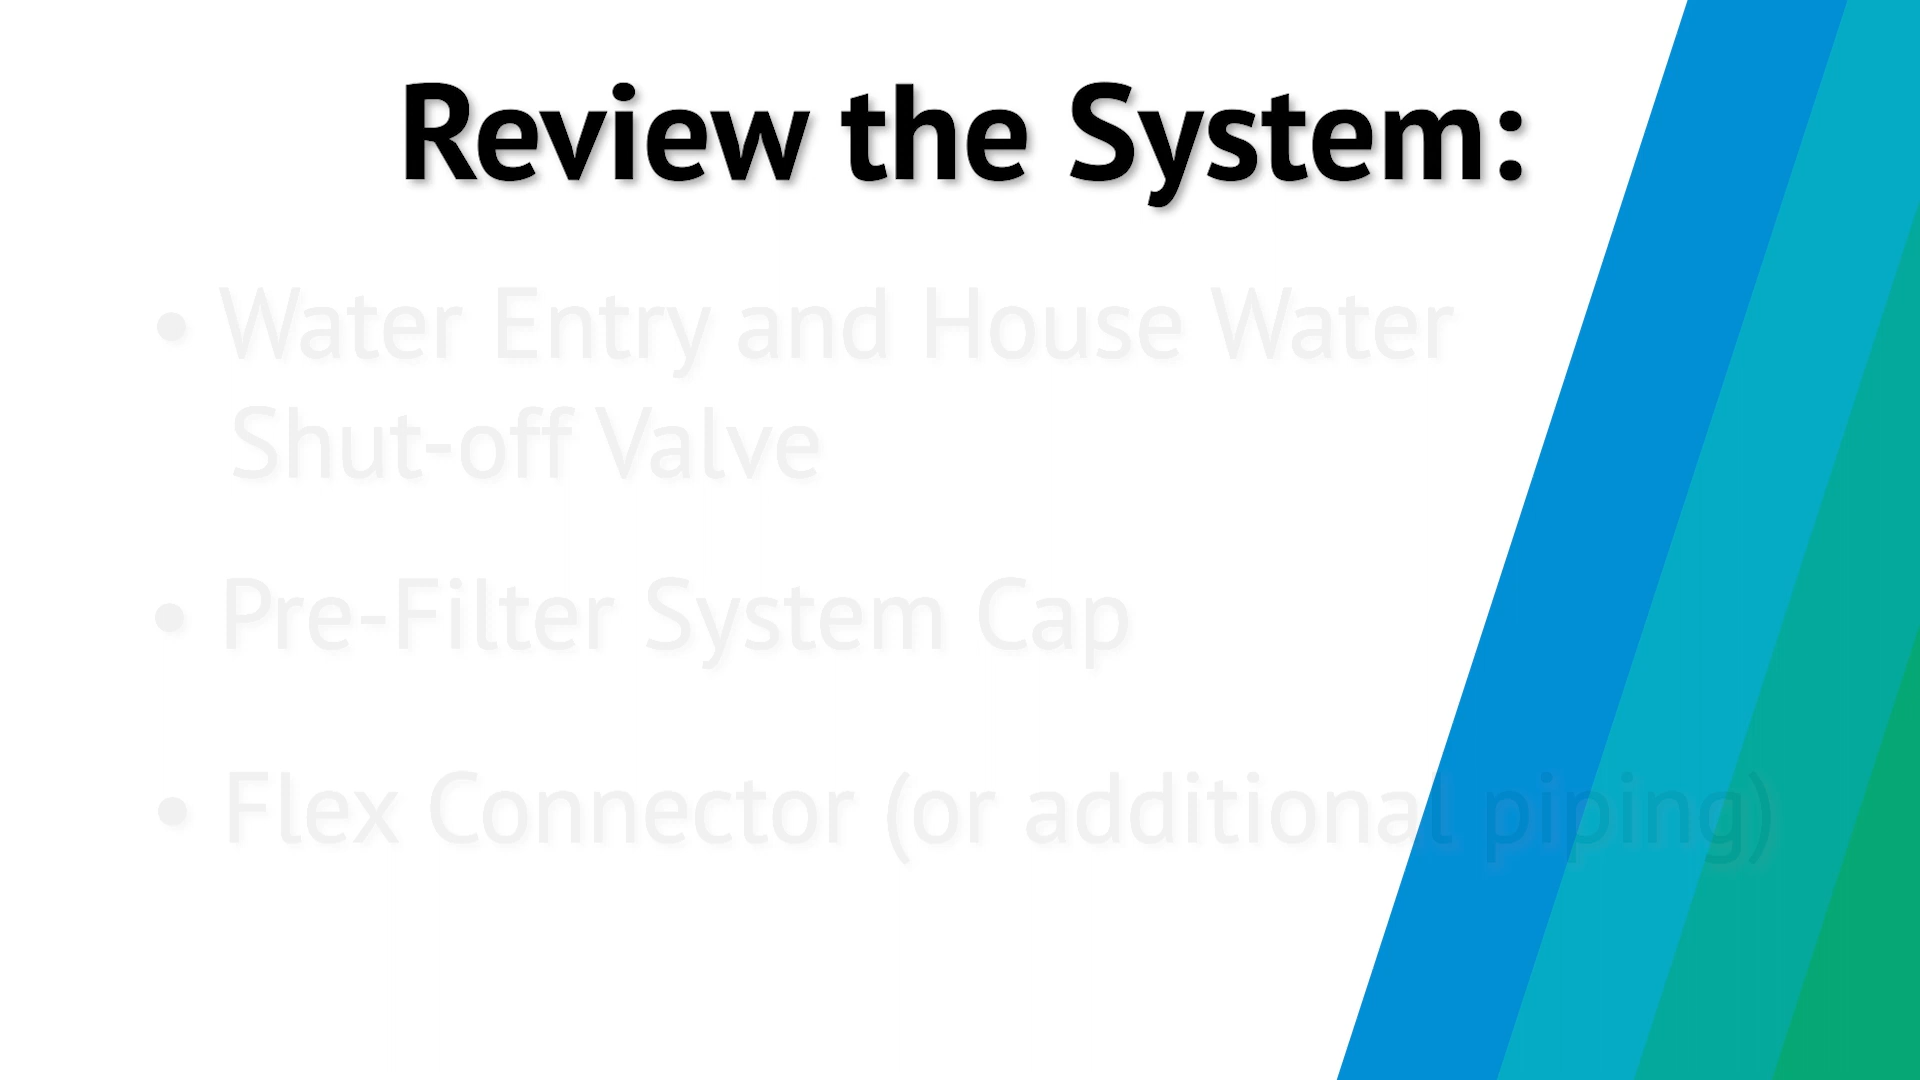 Review the System:
• Water Entry and House Water
Shut-off Valve
• Pre-Filter System Cap
• Flex Connector (or additional piping)